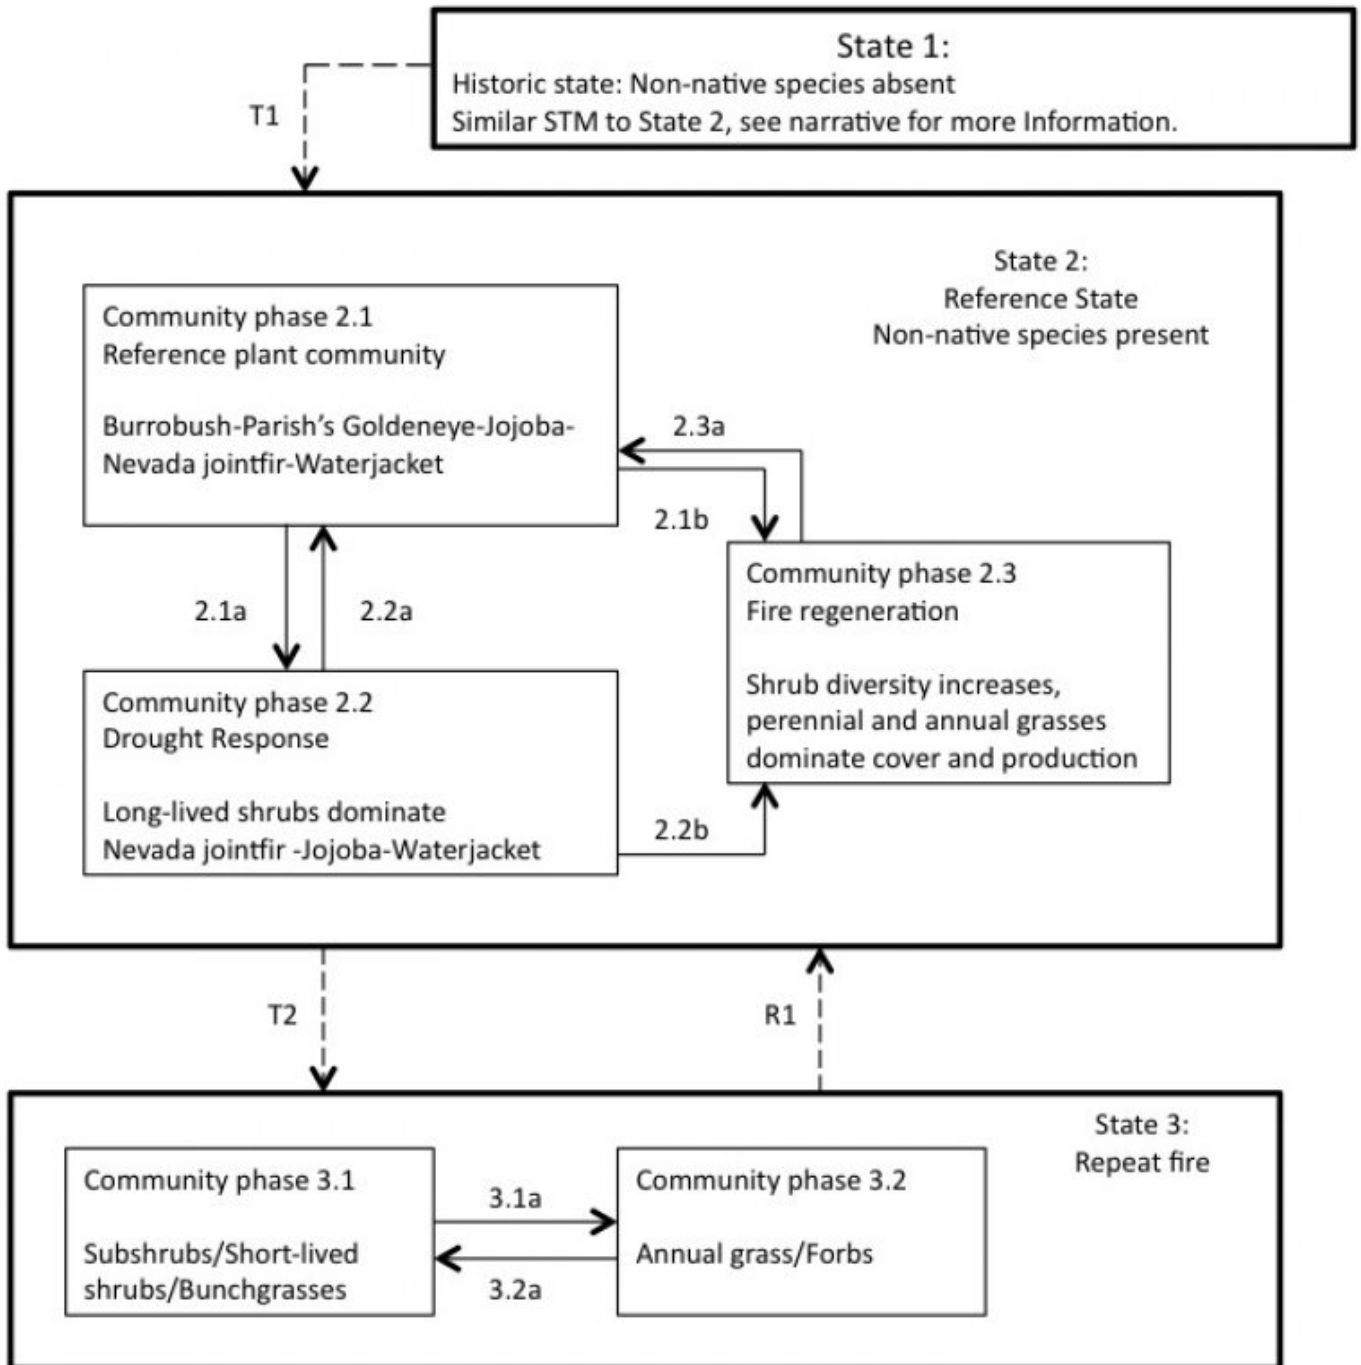 State 1:
Historic state: Non-native species absent
Similar STM to State 2, see narrative for more Information.
T1
State 2:
Reference State
Non-native species present
Community phase 2.1
Reference plant community
Burrobush-Parish’s Goldeneye-Jojoba-
Nevada jointfir-Waterjacket
2.3a
2.1b
Community phase 2.3
Fire regeneration
Shrub diversity increases,
perennial and annual grasses
dominate cover and production
2.1a
2.2a
Community phase 2.2
Drought Response
Long-lived shrubs dominate
Nevada jointfir -Jojoba-Waterjacket
2.2b
T2
R1
State 3:
Repeat fire
Community phase 3.1
Subshrubs/Short-lived
shrubs/Bunchgrasses
3.1a
3.2a
Community phase 3.2
Annual grass/Forbs